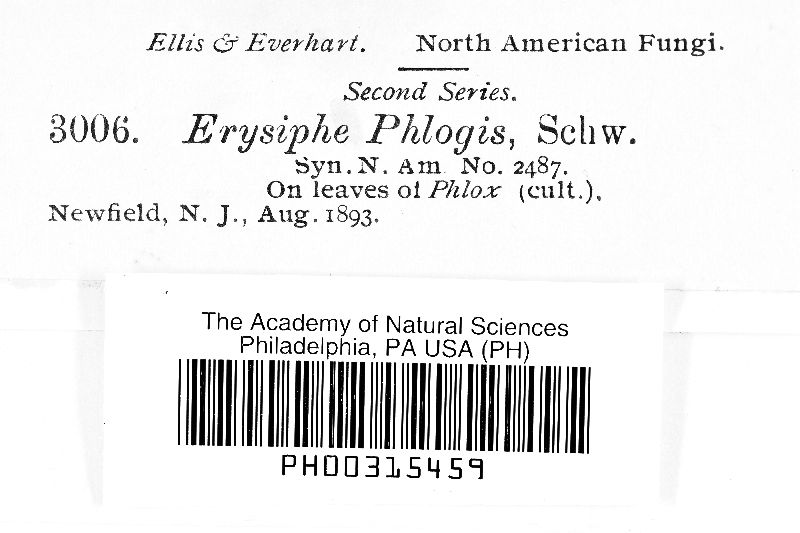 Ellis & Everhart. North American Fungi.
Second Series.
3006. Erysiphe Phlogis, Schw.
Syn. N. Am No. 2487.
On leaves of Phlox (cult.).
Newfield, N. J., Aug. 1893.
The Academy of Natural Sciences
Philadelphia, PA USA (PH)
PH00315459